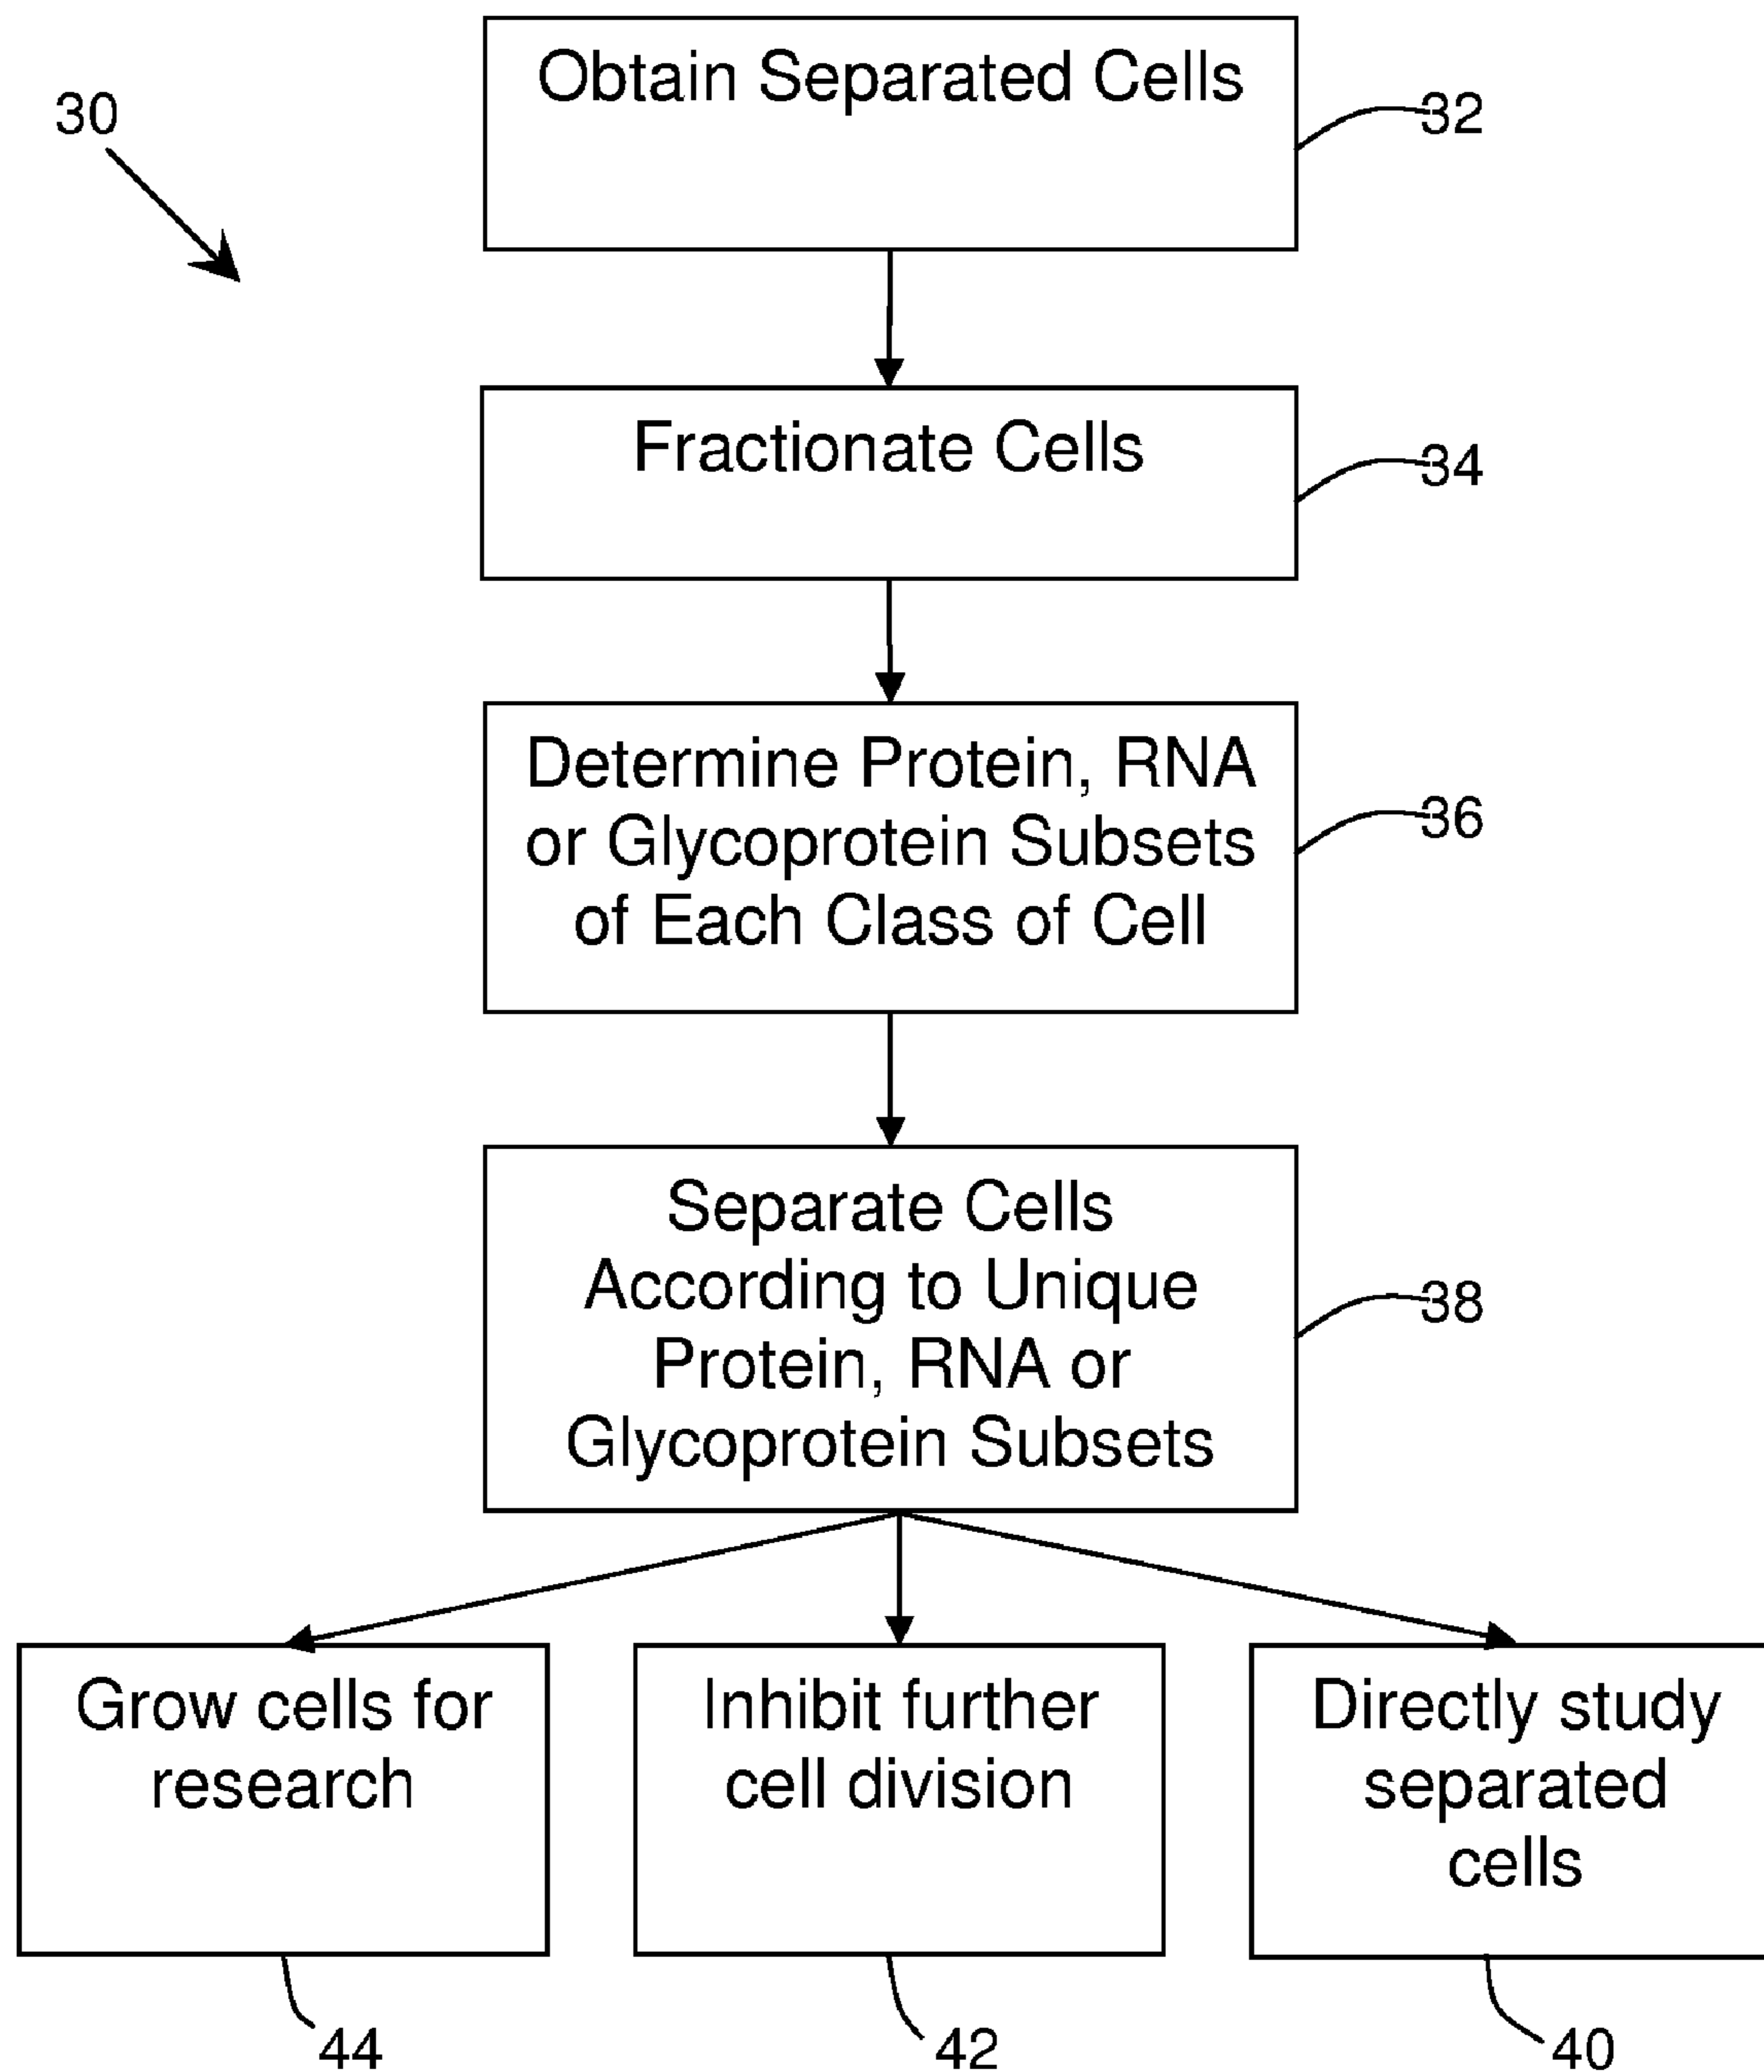 30
Obtain Separated Cells
32
Fractionate Cells
34
Determine Protein, RNA
or Glycoprotein Subsets
of Each Class of Cell
36
Separate Cells
According to Unique
Protein, RNA or
Glycoprotein Subsets
38
Grow cells for
research
44
Inhibit further
cell division
42
Directly study
separated
cells
40